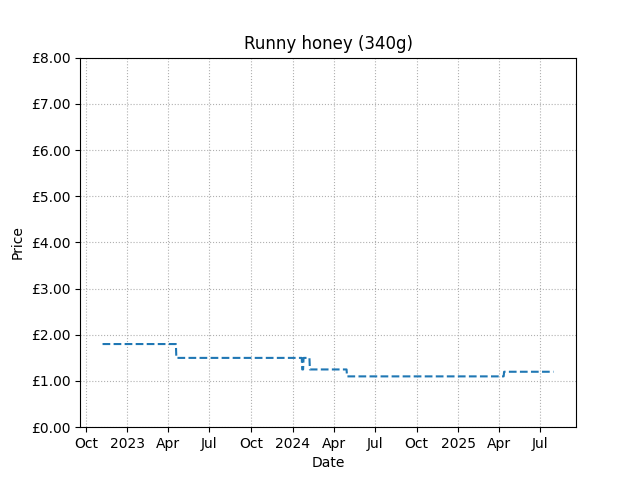 Runny honey (340g)
£8.00
£7.00
£6.00
£5.00
£4.00
£3.00
£2.00
£1.00
£0.00
Price
Oct 2023 Apr Jul Oct 2024 Apr Jul Oct 2025 Apr Jul
Date